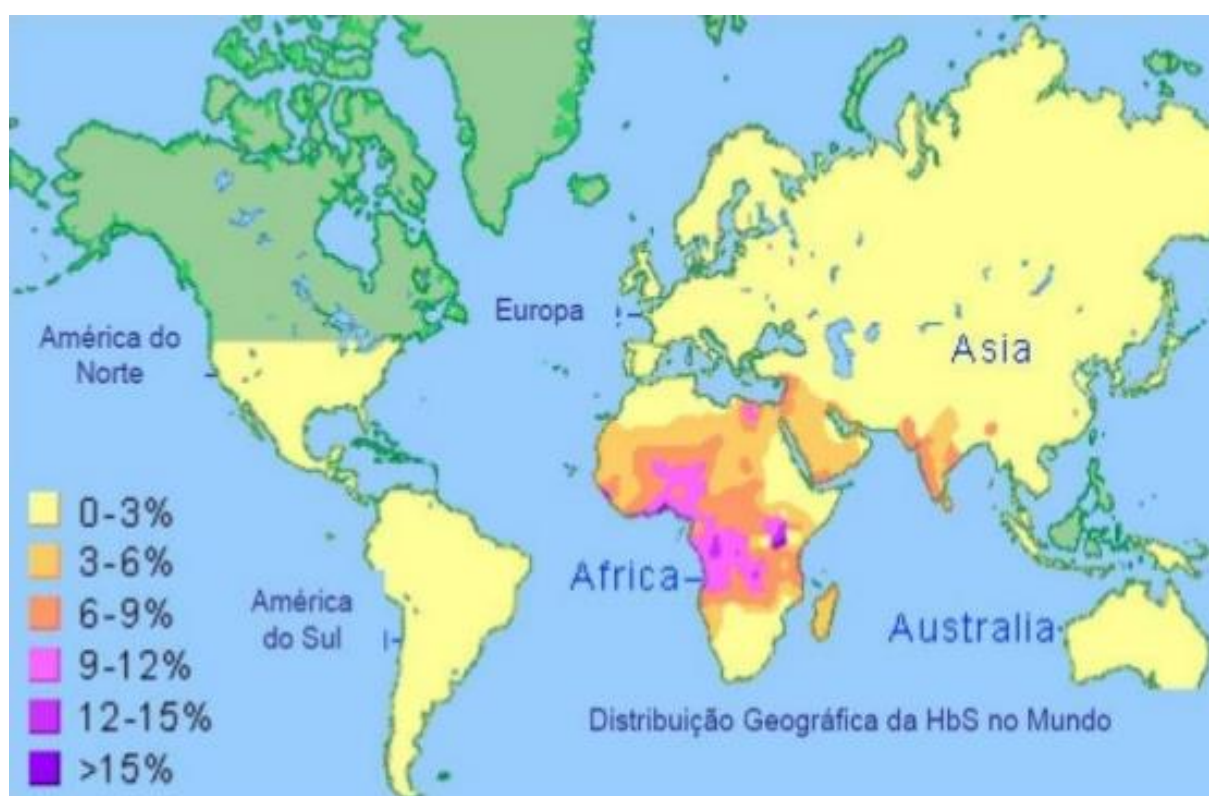 Europa
América do
Norte
Asia
0-3%
3-6%
6-9%
9-12%
12-15%
>15%
América
do Sul
Africa
Australia
Distribuição Geográfica da HbS no Mundo